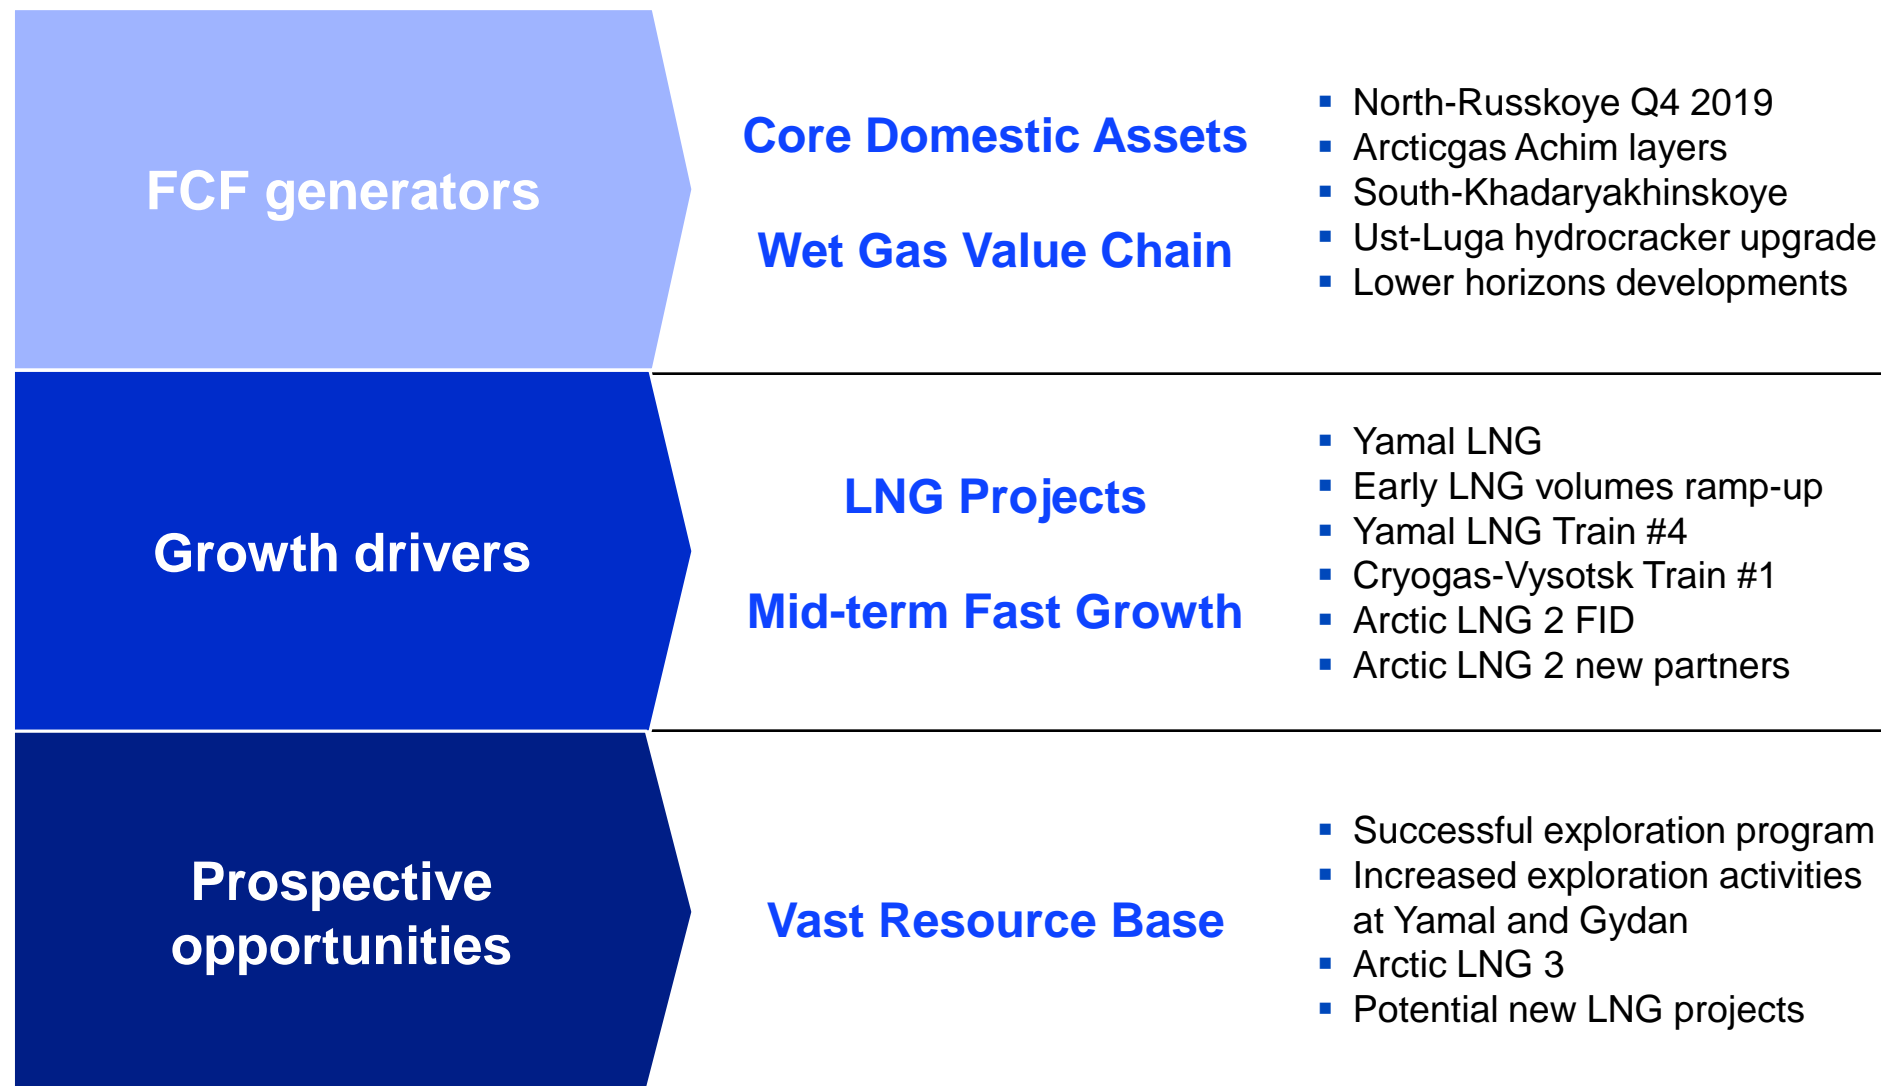 FCF generators
Core Domestic Assets
Wet Gas Value Chain
▪ North-Russkoye Q4 2019
▪ Arcticgas Achim layers
▪ South-Khadaryakhinskoye
▪ Ust-Luga hydrocracker upgrade
▪ Lower horizons developments
Growth drivers
LNG Projects
Mid-term Fast Growth
▪ Yamal LNG
▪ Early LNG volumes ramp-up
▪ Yamal LNG Train #4
▪ Cryogas-Vysotsk Train #1
▪ Arctic LNG 2 FID
▪ Arctic LNG 2 new partners
Prospective
opportunities
Vast Resource Base
▪ Successful exploration program
▪ Increased exploration activities
at Yamal and Gydan
▪ Arctic LNG 3
▪ Potential new LNG projects